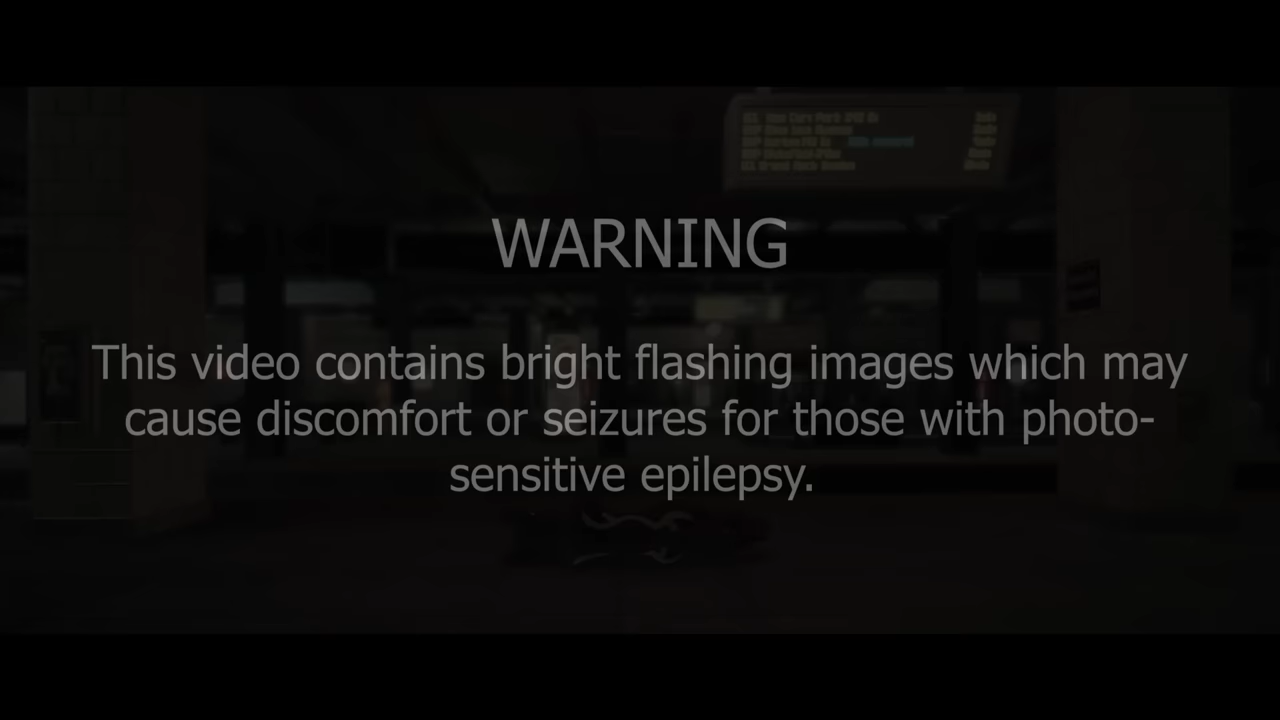 WARNING
This video contains bright flashing images which may
cause discomfort or seizures for those with photo-
sensitive epilepsy.